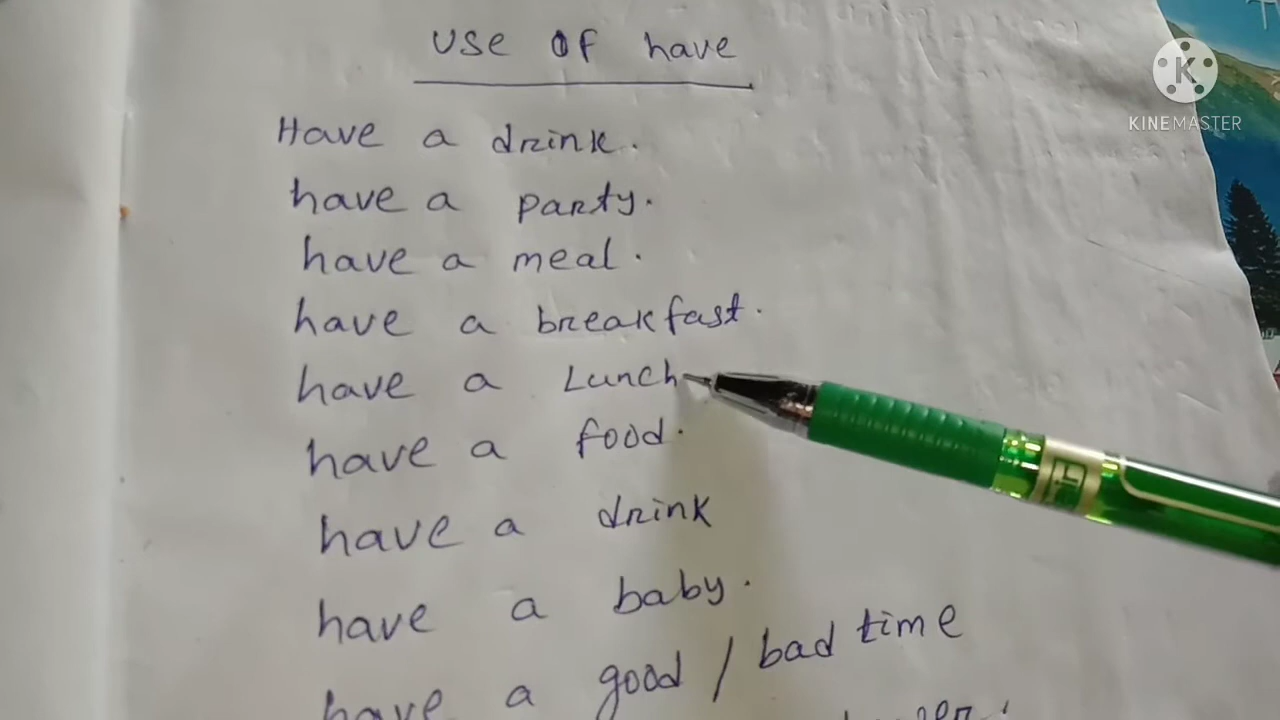 use of have
Have a drink.
have a party.
have a meal.
have a breakfast.
have a Lunch
have a food.
have a drink
have a baby.
have a good / bad time
K
KINEMASTER